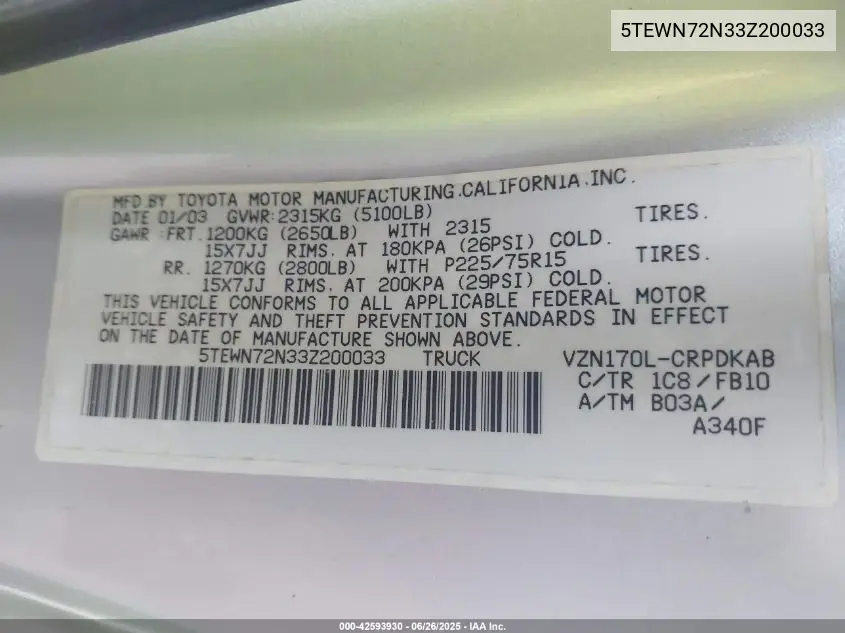 5TEWN72N33Z200033
MFD.BY TOYOTA MOTOR MANUFACTURING.CALIFORNIA.INC.
DATE 01/03 GVWR:2315KG (5100LB)
GAWR :FRT.1200KG (2650LB) WITH 2315 TIRES.
15X7JJ RIMS. AT 180KPA (26PSI) COLD.
RR. 1270KG (2800LB) WITH P225/75R15 TIRES.
15X7JJ RIMS. AT 200KPA (29PSI) COLD.
THIS VEHICLE CONFORMS TO ALL APPLICABLE FEDERAL MOTOR
VEHICLE SAFETY AND THEFT PREVENTION STANDARDS IN EFFECT
ON THE DATE OF MANUFACTURE SHOWN ABOVE.
5TEWN72N33Z200033 TRUCK VZN170L-CRPDKAB
C/TR 1C8/FB10
A/TM B03A/
A340F
000-42593930 - 06/26/2025 - IAA Inc.